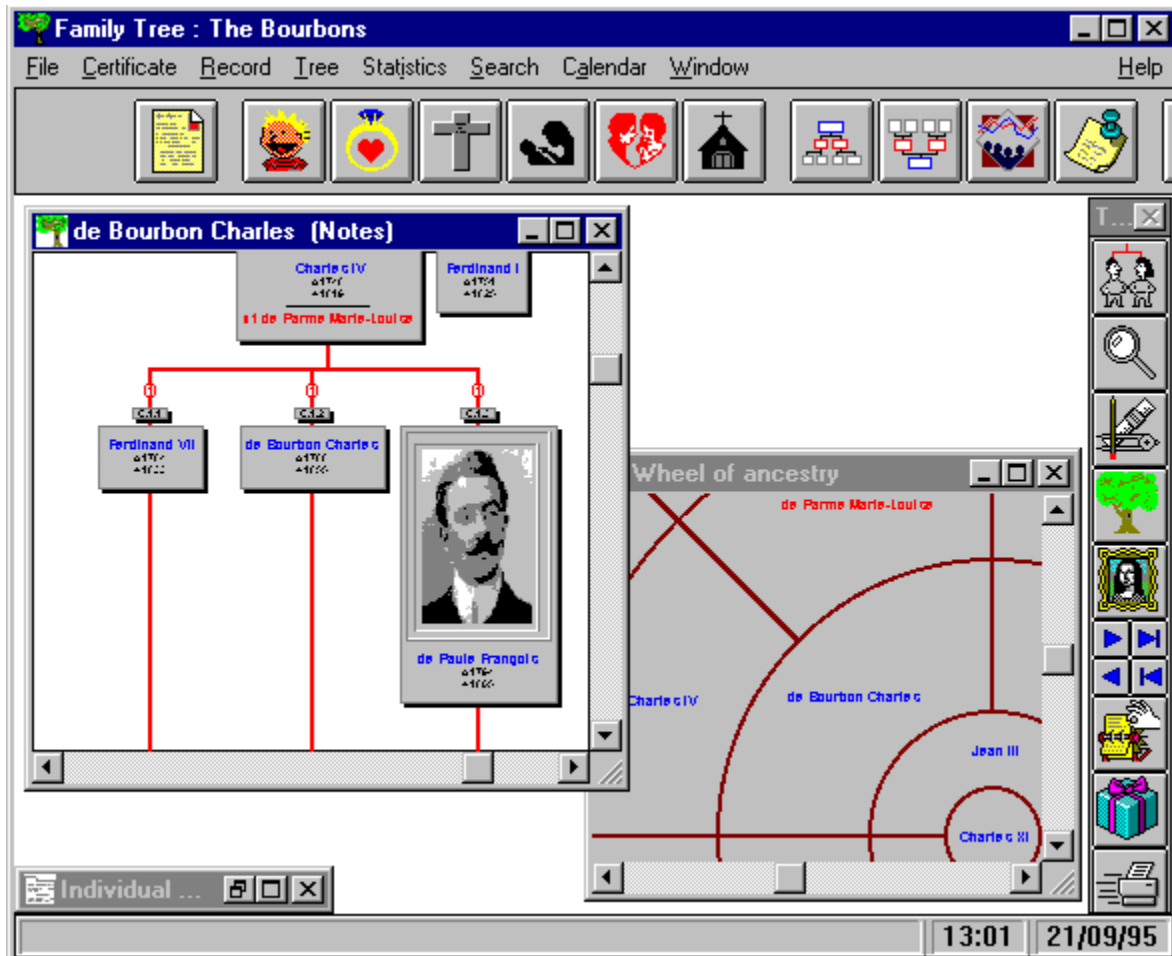 Family Tree : The Bourbons
File Certificate Record Tree Statistics Search Calendar Window Help
de Bourbon Charles (Notes)
T...
Charles IV
Ferdinand I
de Parme Marie-Louise
Ferdinand VII
de Bourbon Charles
de Paule François
Wheel of ancestry
de Parme Marie-Louise
Charles IV
de Bourbon Charles
Jean III
Charles XI
Individual ...
13:01
21/09/95